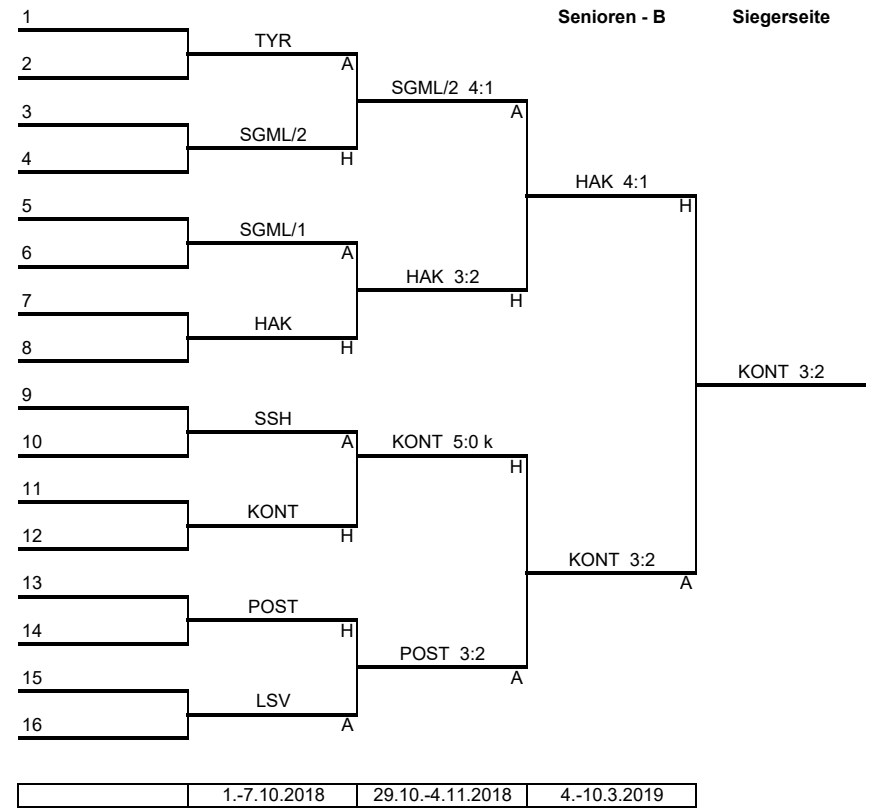 1 Senioren - B Siegerseite
TYR
2 A
SGML/2 4:1
3 A
SGML/2
4 H
HAK 4:1
5 H
SGML/1
6 A
HAK 3:2
7 H
HAK
8 H
KONT 3:2
9
SSH
10 A KONT 5:0 k
H
11
KONT
12 H
KONT 3:2
13 A
POST
14 H
POST 3:2
15 A
LSV
16 A
1.-7.10.2018 29.10.-4.11.2018 4.-10.3.2019